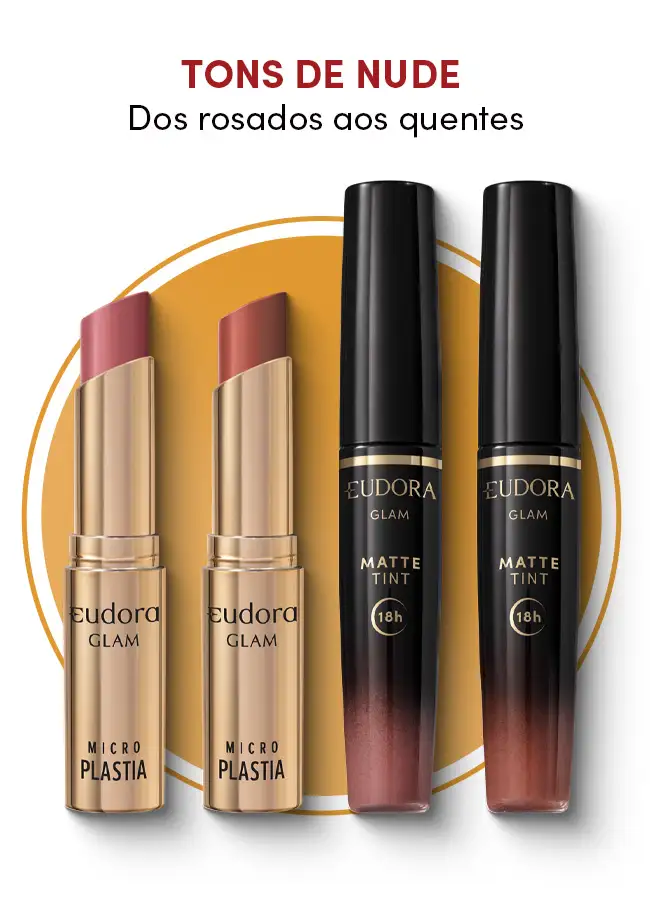 TONS DE NUDE
Dos rosados aos quentes
Eudora
GLAM
MICRO
PLASTIA
Eudora
GLAM
MICRO
PLASTIA
EUDORA
GLAM
MATTE
TINT
18h
EUDORA
GLAM
MATTE
TINT
18h